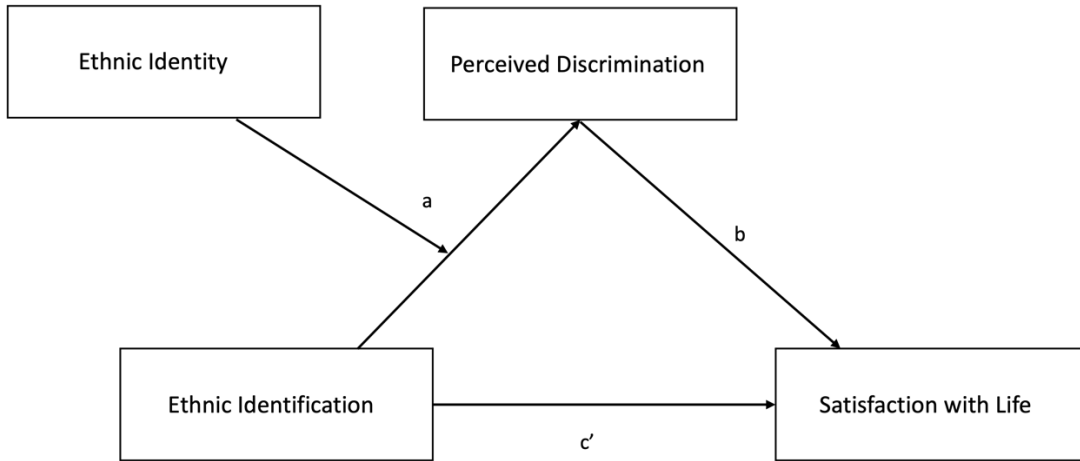 Ethnic Identity
Perceived Discrimination
a
b
Ethnic Identification
Satisfaction with Life
c’